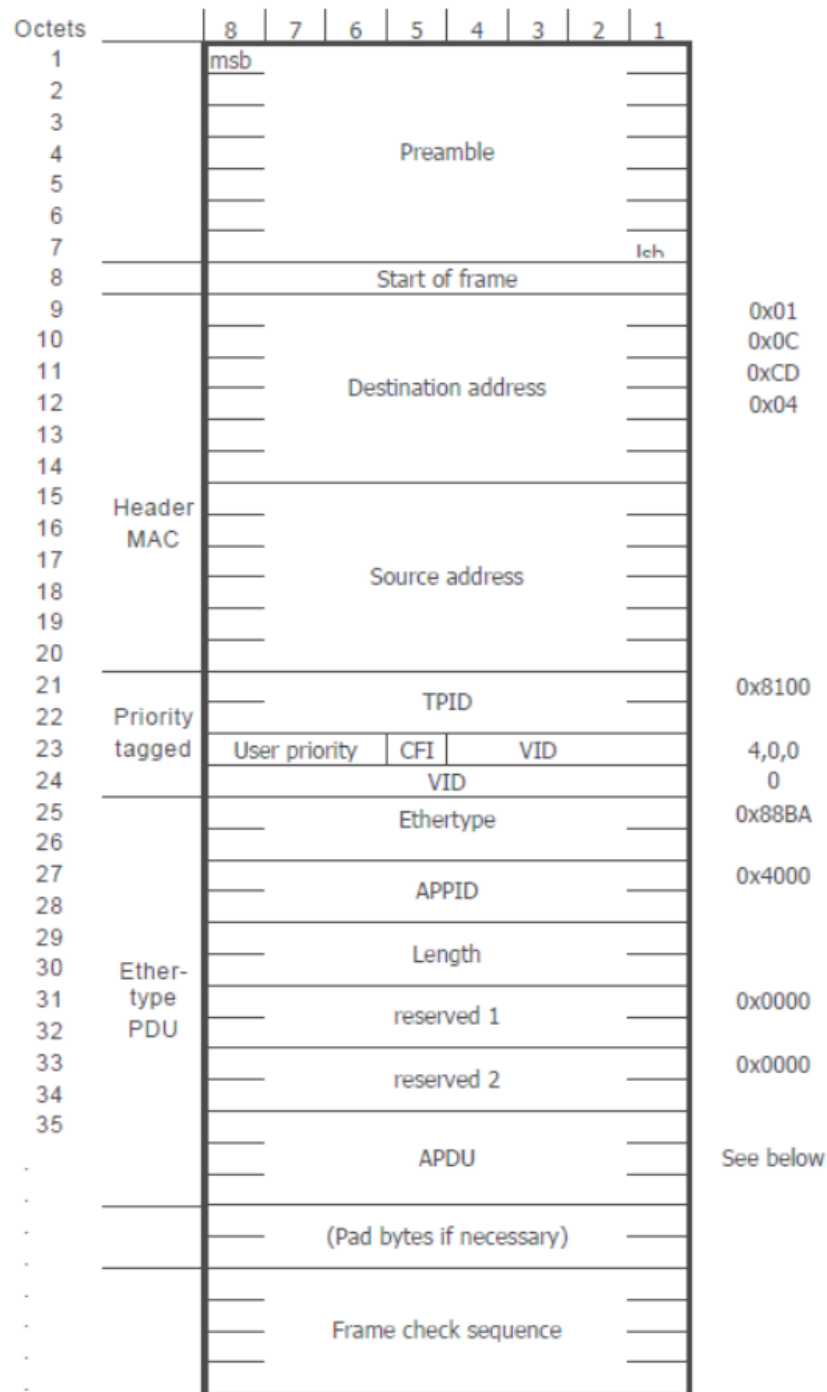 Octets 8 7 6 5 4 3 2 1
1 msb
2
3
4 Preamble
5
6
7 lsb
8 Start of frame
9 0x01
10 0x0C
11 0xCD
12 Destination address 0x04
13
14
15
16 Header
17 MAC
18 Source address
19
20
21 0x8100
22 Priority TPID
23 tagged User priority CFI VID 4,0,0
24 VID 0
25 Ethertype 0x88BA
26
27 0x4000
28 APPID
29
30 Ether- Length
31 type 0x0000
32 PDU reserved 1
33 0x0000
34 reserved 2
35
. APDU See below
.
. (Pad bytes if necessary)
.
.
. Frame check sequence
.
.